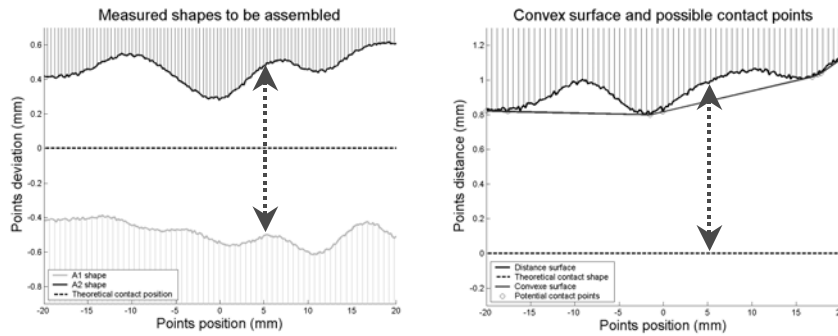 Measured shapes to be assembled
Points deviation (mm)
0.6
0.4
0.2
0
-0.2
-0.4
-0.6
-0.8
A1 shape
A2 shape
Theoretical contact position
-20 -15 -10 -5 0 5 10 15 20
Points position (mm)
Convex surface and possible contact points
Points distance (mm)
1.2
1
0.8
0.6
0.4
0.2
0
-0.2
Distance surface
Theoretical contact shape
Convexe surface
Potential contact points
-20 -15 -10 -5 0 5 10 15 20
Points position (mm)